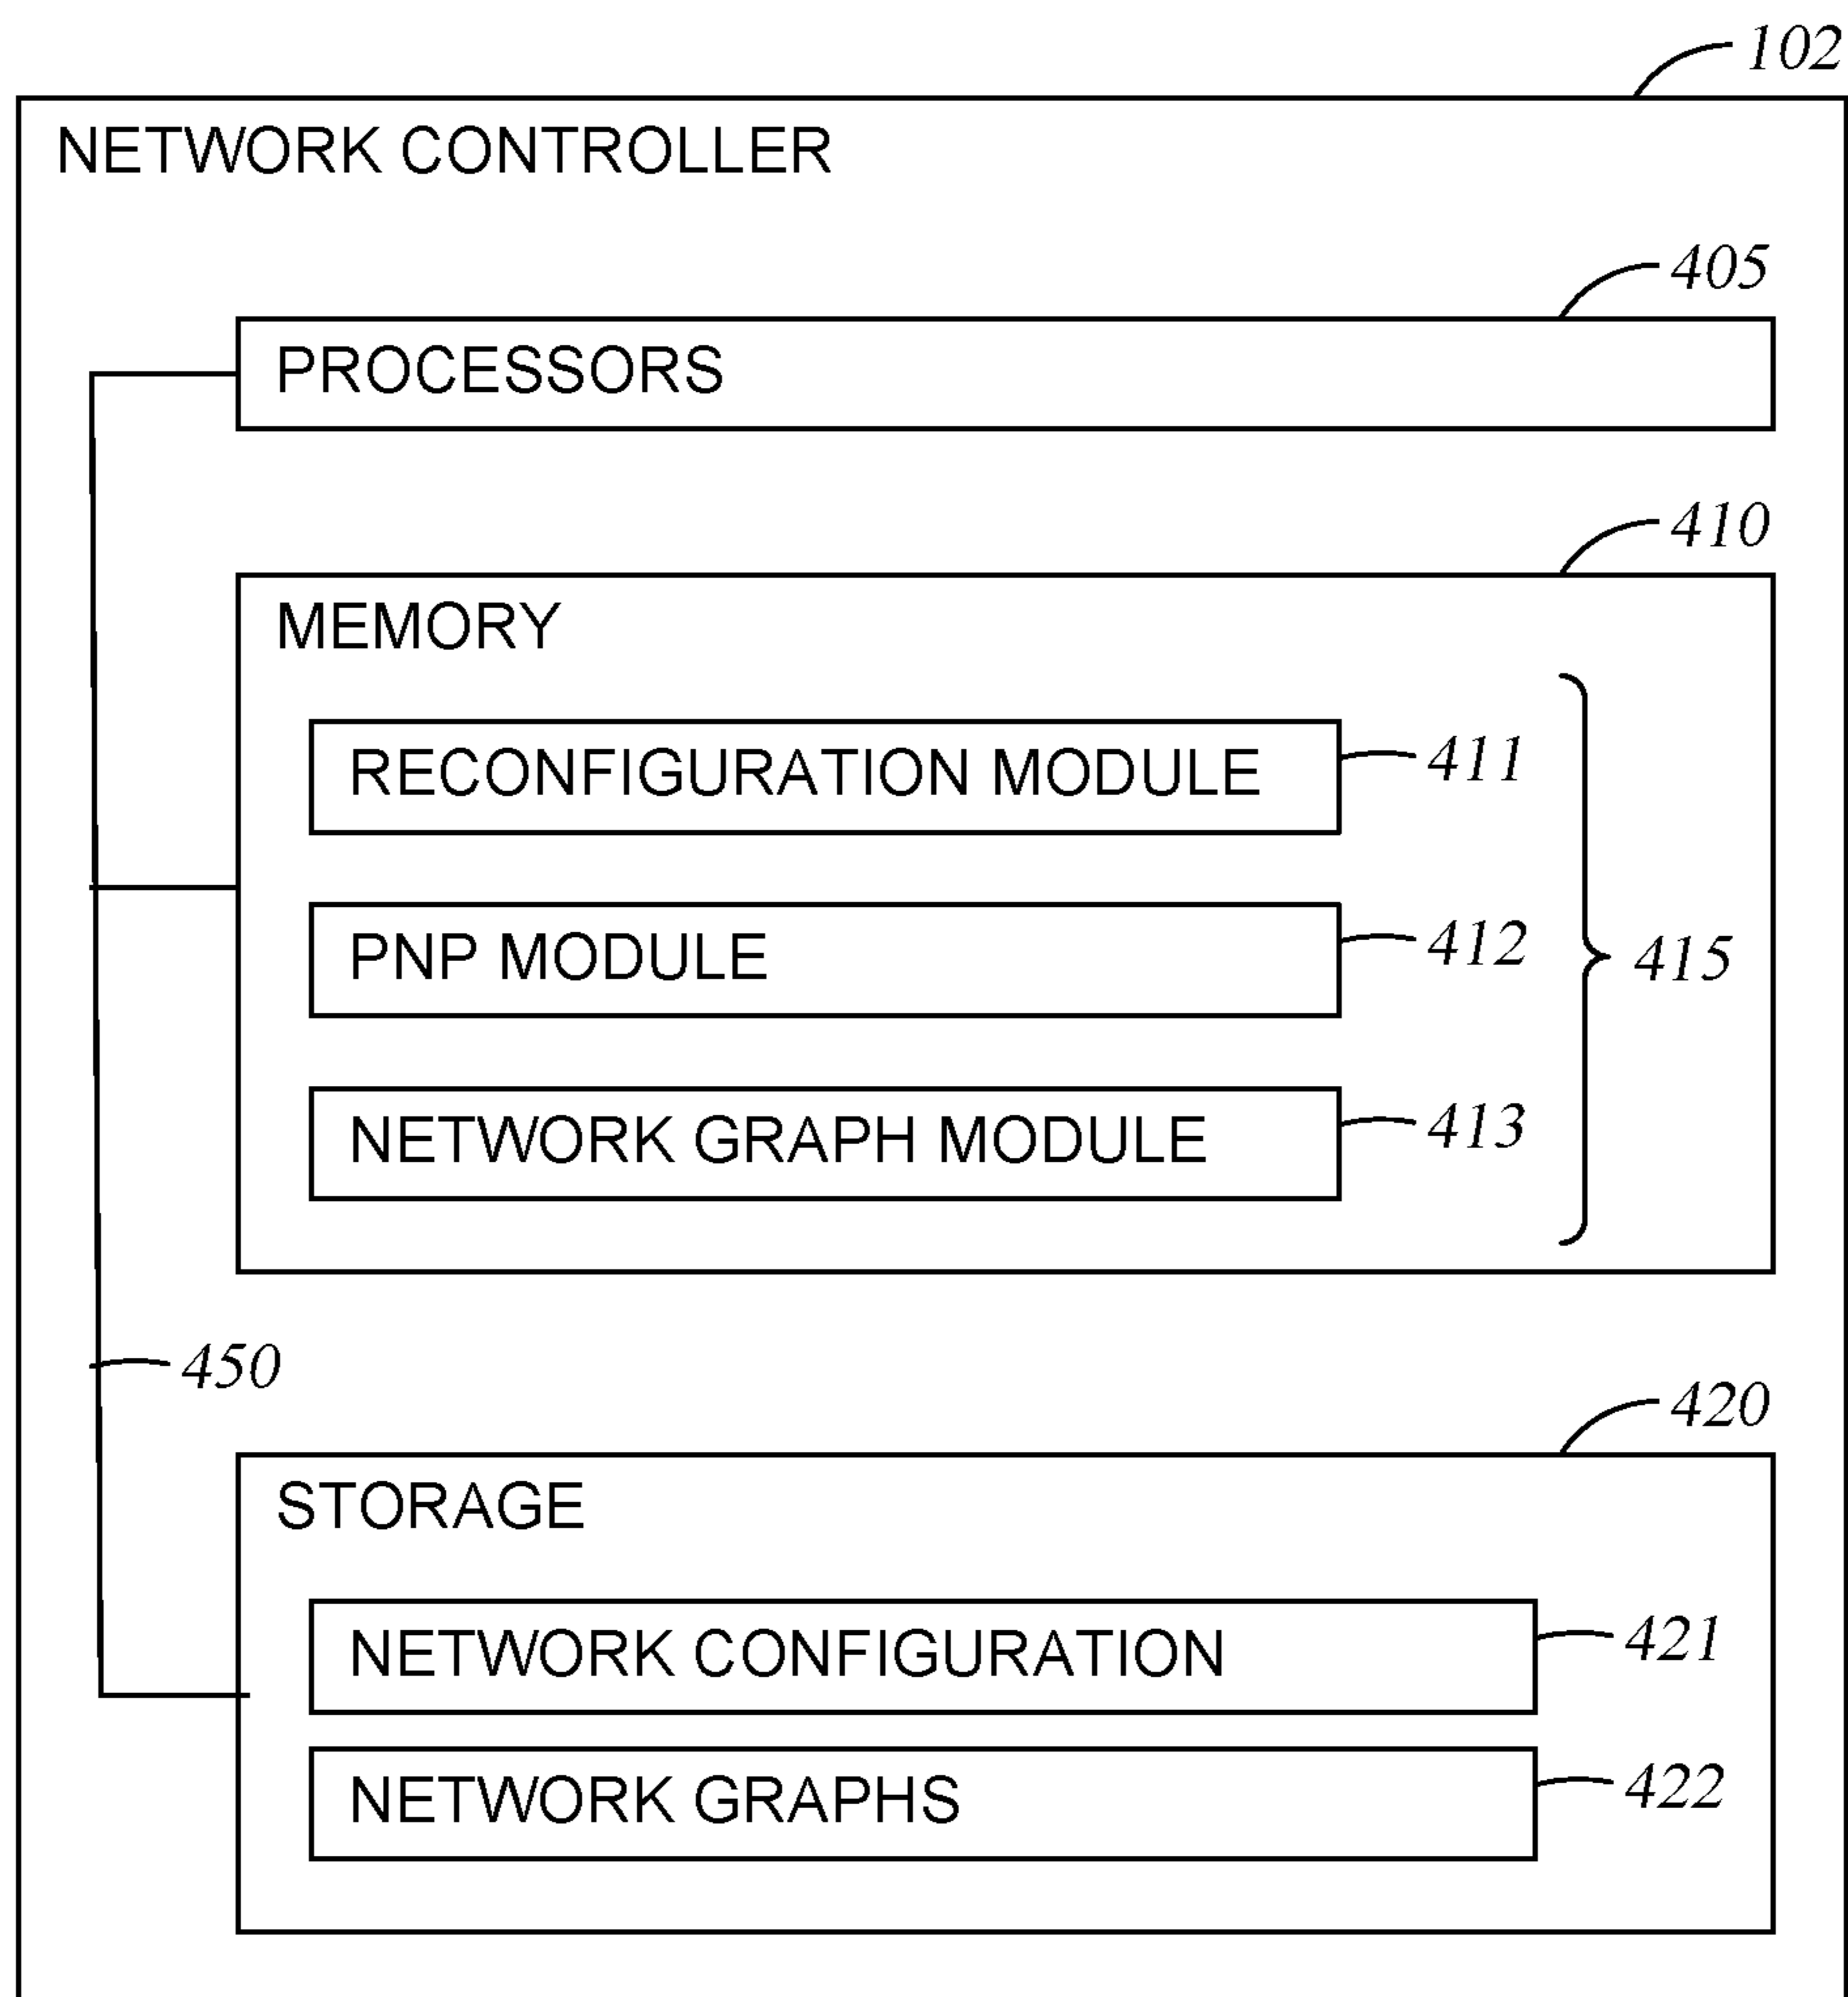 102
NETWORK CONTROLLER
405
PROCESSORS
410
MEMORY
RECONFIGURATION MODULE
411
PNP MODULE
412
415
NETWORK GRAPH MODULE
413
450
420
STORAGE
NETWORK CONFIGURATION
421
NETWORK GRAPHS
422